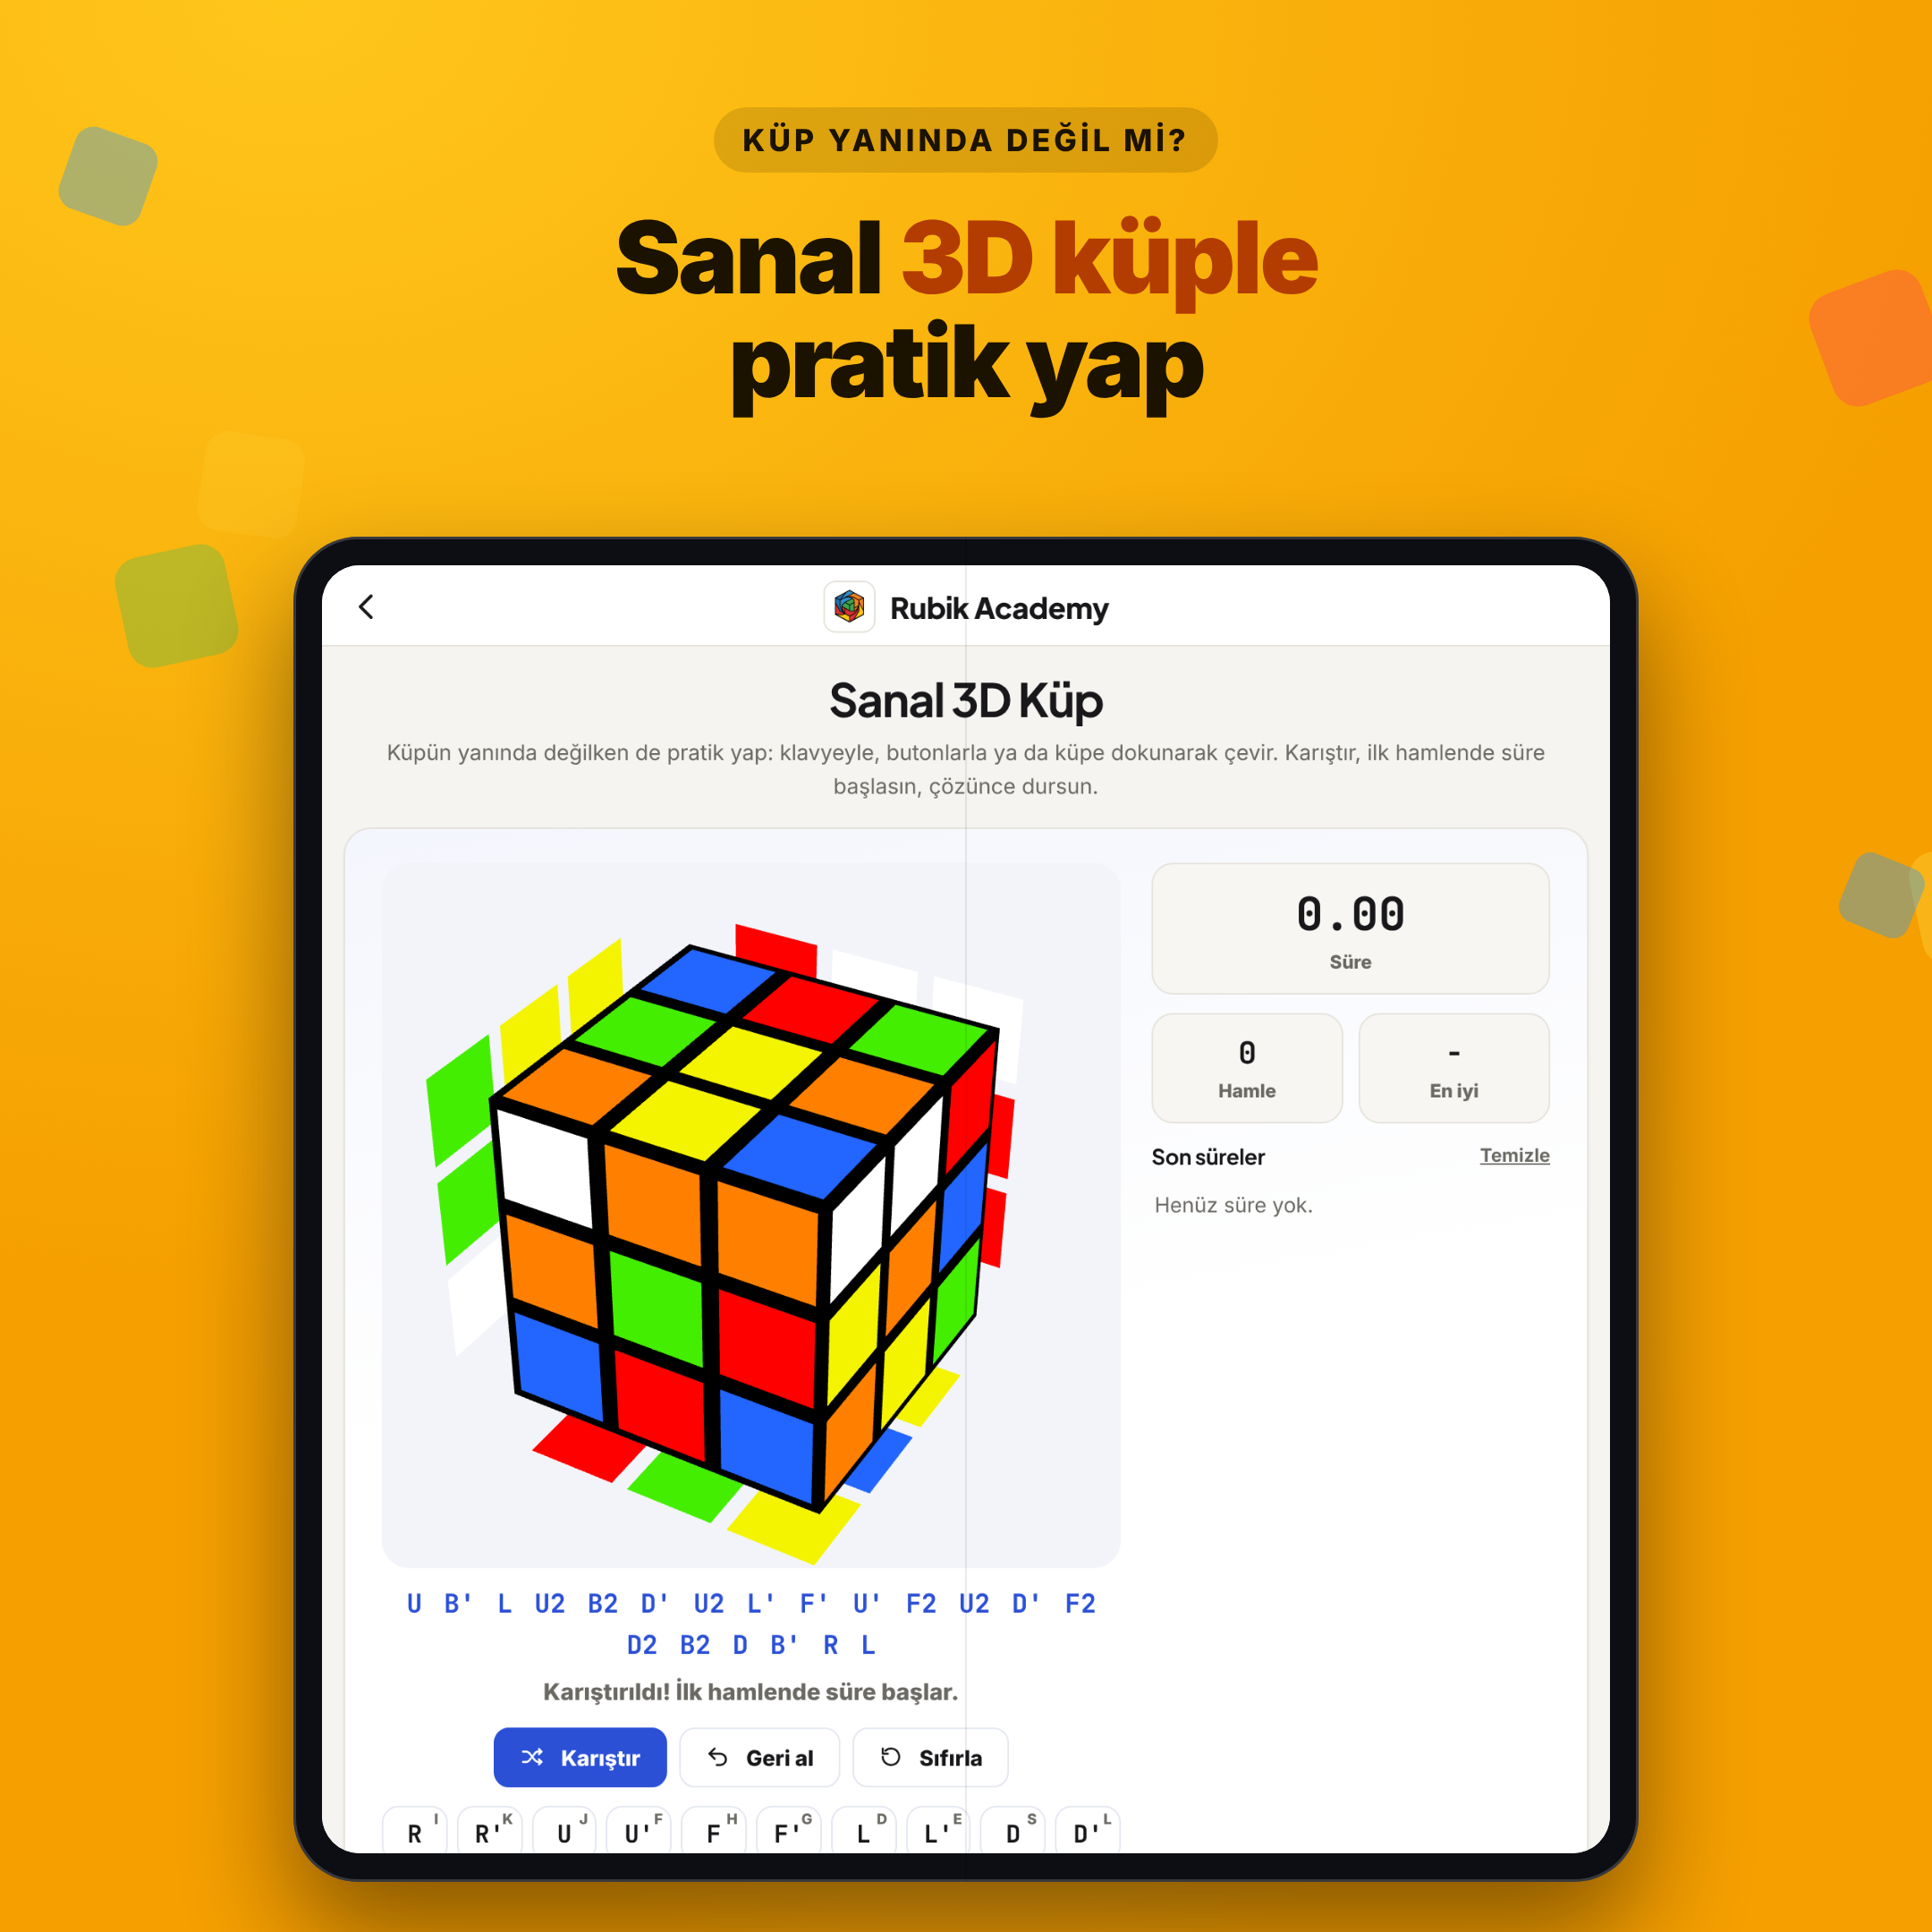 KÜP YANINDA DEĞİL Mİ?
Sanal 3D küple
pratik yap
Rubik Academy
Sanal 3D Küp
Küpün yanında değilken de pratik yap: klavyeyle, butonlarla ya da küpe dokunarak çevir. Karıştır, ilk hamlende süre
başlasın, çözünce dursun.
0.00
Süre
0
Hamle
-
En iyi
Son süreler
Temizle
Henüz süre yok.
U B' L U2 B2 D' U2 L' F' U' F2 U2 D' F2
D2 B2 D B' R L
Karıştırıldı! İlk hamlende süre başlar.
Karıştır
Geri al
Sıfırla
R I R' K U J U' F F H F' G L D L' E D S D' L